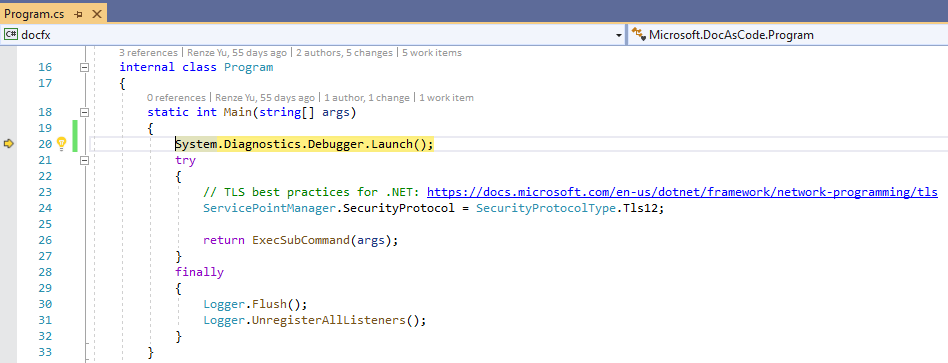 Program.cs
docfx Microsoft.DocAsCode.Program
3 references | Renze Yu, 55 days ago | 2 authors, 5 changes | 5 work items
16 internal class Program
17 {
0 references | Renze Yu, 55 days ago | 1 author, 1 change | 1 work item
18 static int Main(string[] args)
19 {
20 System.Diagnostics.Debugger.Launch();
21 try
22 {
23 // TLS best practices for .NET: https://docs.microsoft.com/en-us/dotnet/framework/network-programming/tls
24 ServicePointManager.SecurityProtocol = SecurityProtocolType.Tls12;
25
26 return ExecSubCommand(args);
27 }
28 finally
29 {
30 Logger.Flush();
31 Logger.UnregisterAllListeners();
32 }
33 }